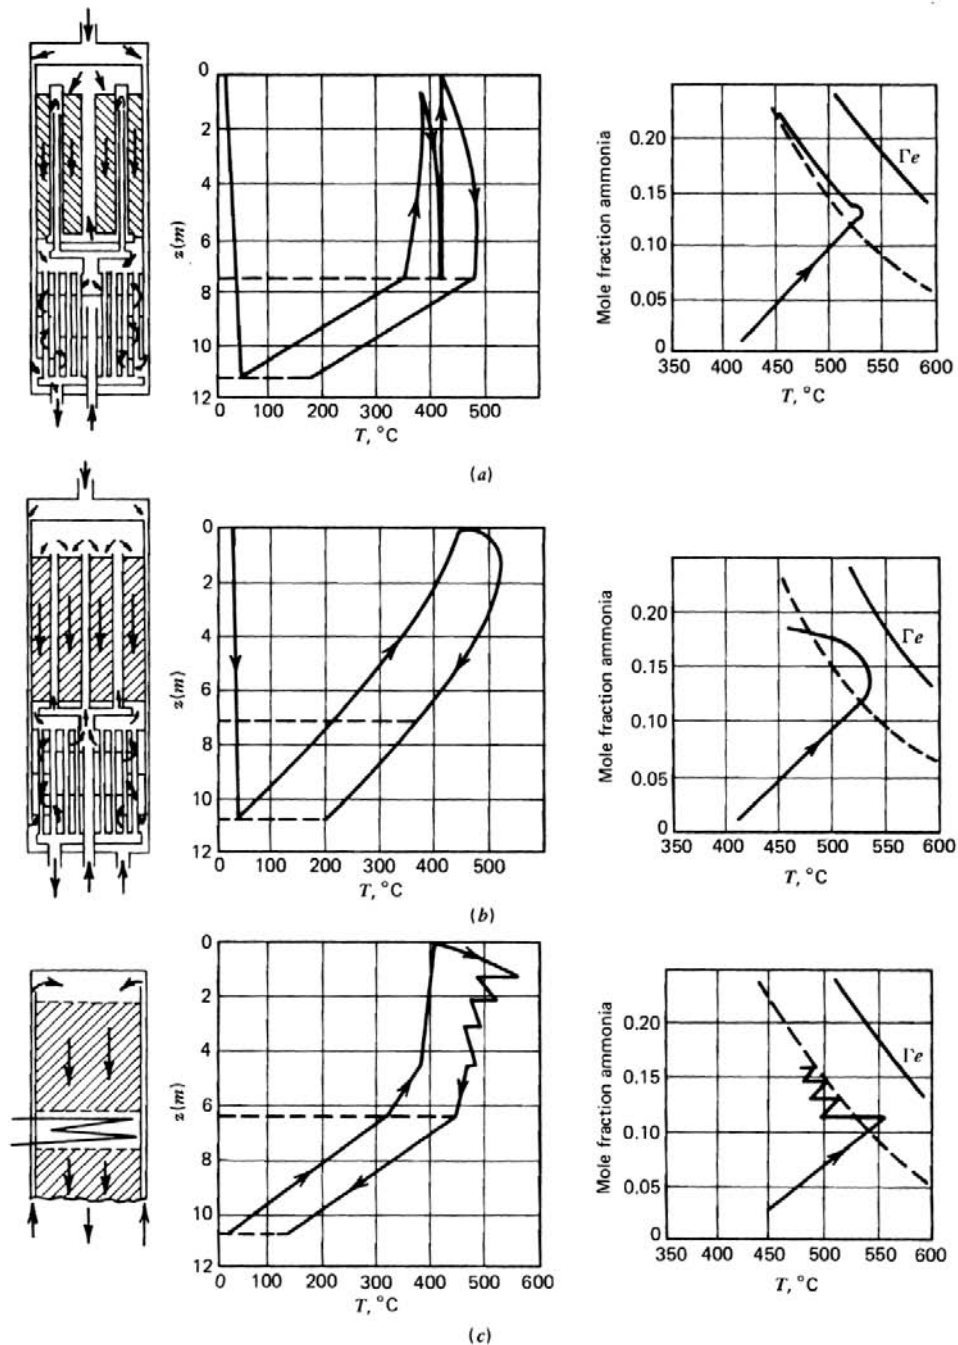 0
2
4
6
8
10
12
z(m)
0 100 200 300 400 500
T, °C
0.20
0.15
0.10
0.05
0
Mole fraction ammonia
Γe
350 400 450 500 550 600
T, °C
(a)
0
2
4
6
8
10
12
z(m)
0 100 200 300 400 500
T, °C
0.20
0.15
0.10
0.05
0
Mole fraction ammonia
Γe
350 400 450 500 550 600
T, °C
(b)
0
2
4
6
8
10
12
z(m)
0 100 200 300 400 500 600
T, °C
0.20
0.15
0.10
0.05
0
Mole fraction ammonia
Γe
350 400 450 500 550 600
T, °C
(c)